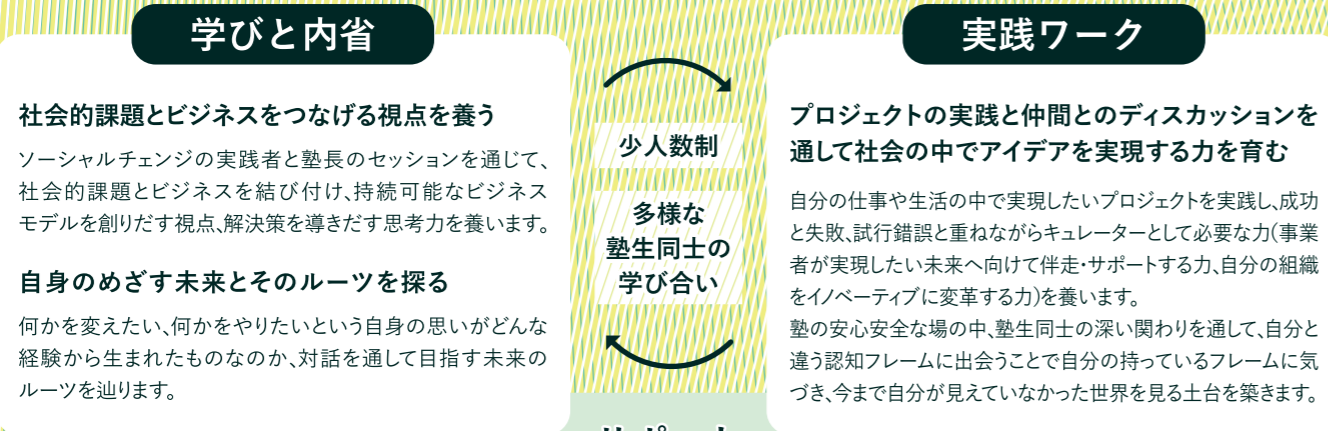 学びと内省
社会的課題とビジネスをつなげる視点を養う
ソーシャルチェンジの実践者と塾長のセッションを通じて、
社会的課題とビジネスを結び付け、持続可能なビジネス
モデルを創りだす視点、解決策を導きだす思考力を養います。
自身のめざす未来とそのルーツを探る
何かを変えたい、何かをやりたいという自身の思いがどんな
経験から生まれたものなのか、対話を通して目指す未来の
ルーツを辿ります。
少人数制
多様な
塾生同士の
学び合い
実践ワーク
プロジェクトの実践と仲間とのディスカッションを
通して社会の中でアイデアを実現する力を育む
自分の仕事や生活の中で実現したいプロジェクトを実践し、成功
と失敗、試行錯誤と重ねながらキュレーターとして必要な力(事業
者が実現したい未来へ向けて伴走・サポートする力、自分の組織
をイノベーティブに変革する力)を養います。
塾の安心安全な場の中、塾生同士の深い関わりを通して、自分と
違う認知フレームに出会うことで自分の持っているフレームに気
づき、今まで自分が見えていなかった世界を見る土台を築きます。